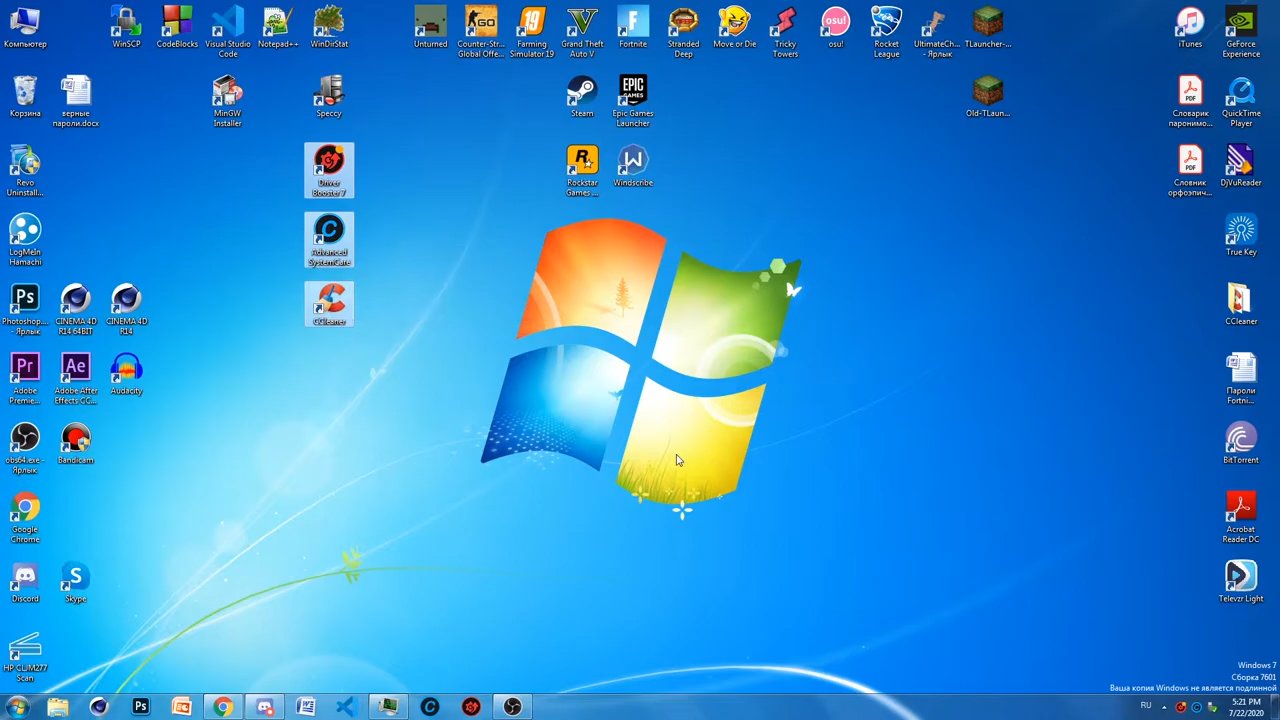 Компьютер
WinSCP
CodeBlocks
Visual Studio
Code
Notepad++
WinDirStat
Unturned
Counter-Str...
Global Offe...
Farming
Simulator 19
Grand Theft
Auto V
Fortnite
Stranded
Deep
Move or Die
Tricky
Towers
osu!
Rocket
League
UltimateCh...
- Ярлык
TLauncher-...
iTunes
GeForce
Experience
Корзина
верные
пароли.docx
MinGW
Installer
Speccy
Steam
Epic Games
Launcher
Old-TLaun...
Словарик
паронимо...
QuickTime
Player
Revo
Uninstall...
Driver
Booster 7
Rockstar
Games ...
Windscribe
Словник
орфоэпич...
DjVuReader
LogMeIn
Hamachi
Advanced
SystemCare
True Key
Photoshop....
- Ярлык
CINEMA 4D
R14 64BIT
CINEMA 4D
R14
CCleaner
CCleaner
Adobe
Premie...
Adobe After
Effects CC...
Audacity
Пароли
Fortni...
obs64.exe -
Ярлык
Bandicam
BitTorrent
Google
Chrome
Acrobat
Reader DC
Discord
Skype
Televzr Light
HP CLJM277
Scan
Windows 7
Сборка 7601
Ваша копия Windows не является подлинной
RU
5:21 PM
7/22/2020